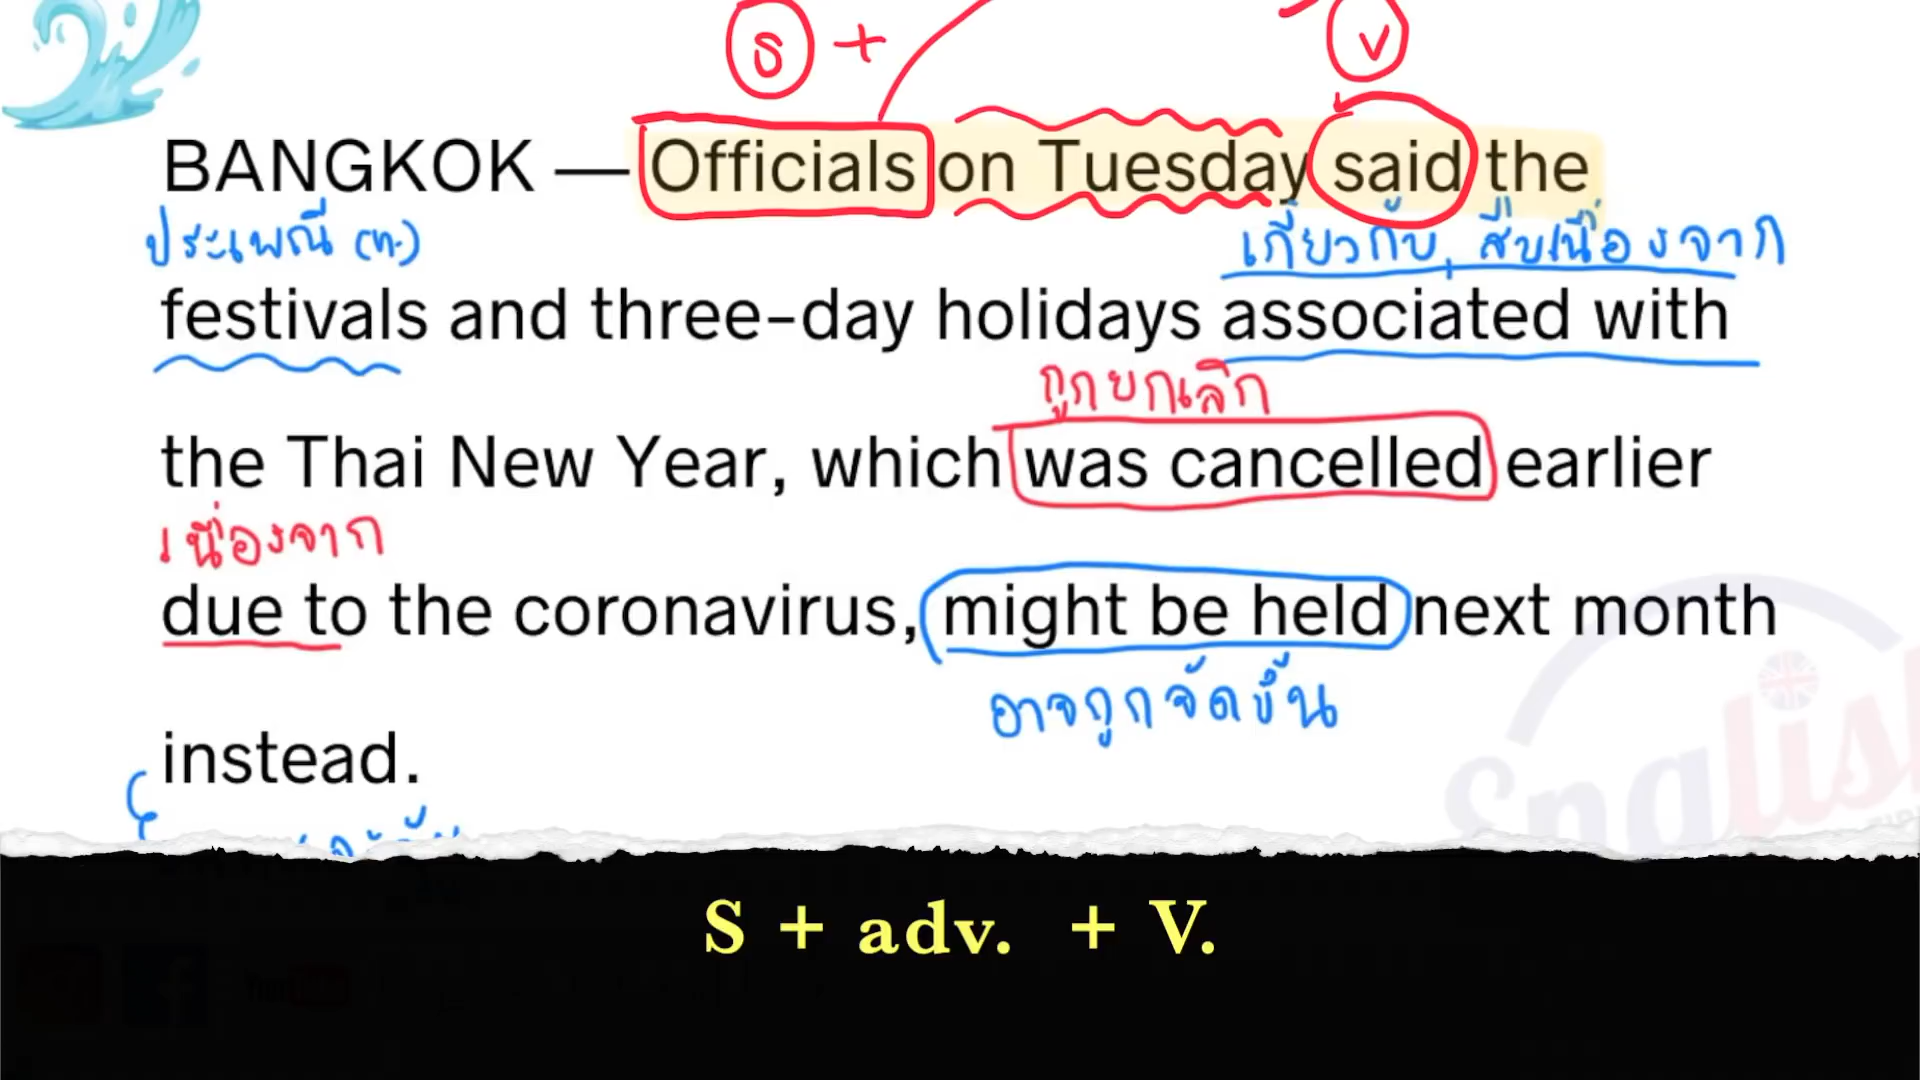 S +
V
BANGKOK — Officials on Tuesday said the
ประเพณี (n.)
เกี่ยวกับ, สืบเนื่องจาก
festivals and three-day holidays associated with
ถูกยกเลิก
the Thai New Year, which was cancelled earlier
เนื่องจาก
due to the coronavirus, might be held next month
อาจถูกจัดขึ้น
instead.
English
S + adv. + V.